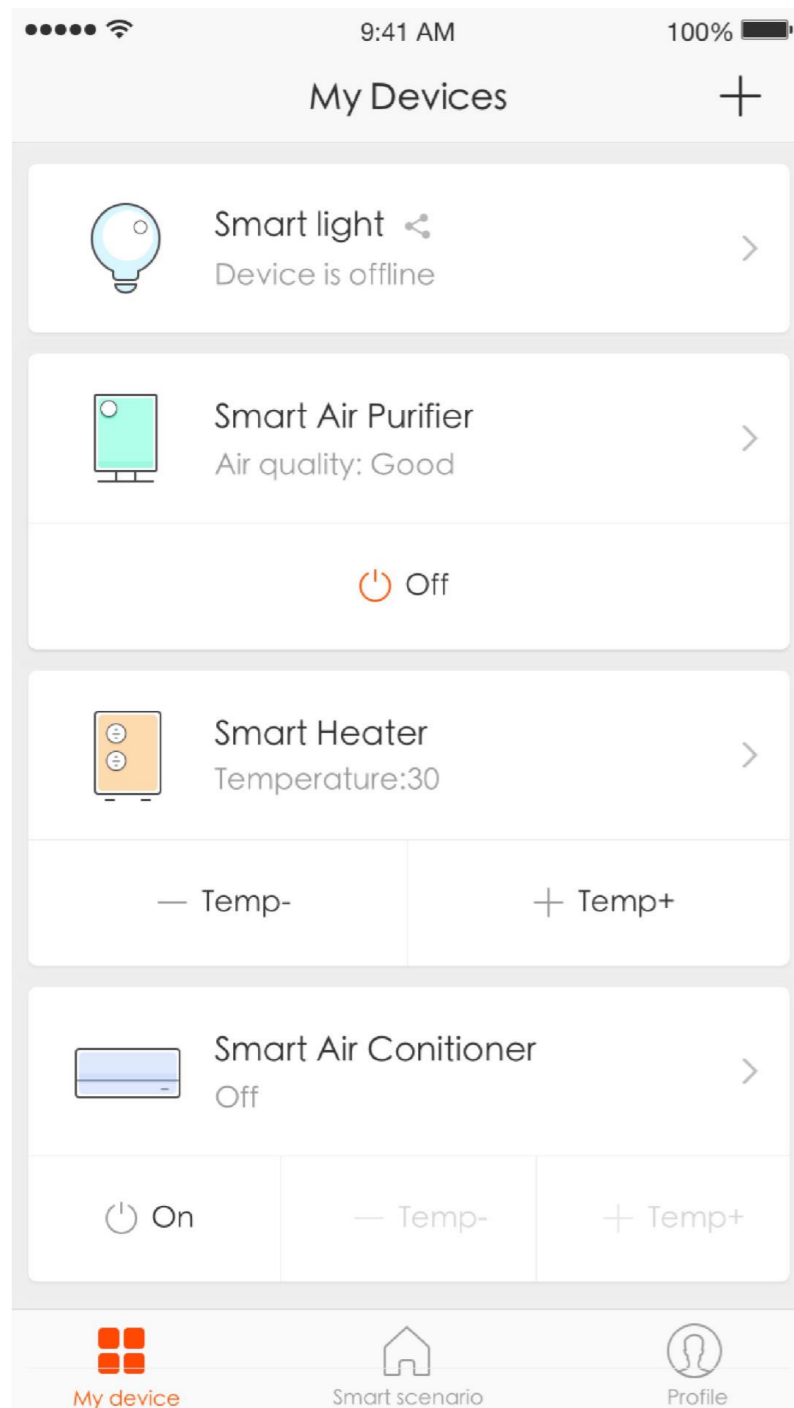 9:41 AM
100%
My Devices
Smart light
Device is offline
Smart Air Purifier
Air quality: Good
Off
Smart Heater
Temperature:30
Temp-
Temp+
Smart Air Conitioner
Off
On
Temp-
Temp+
My device
Smart scenario
Profile